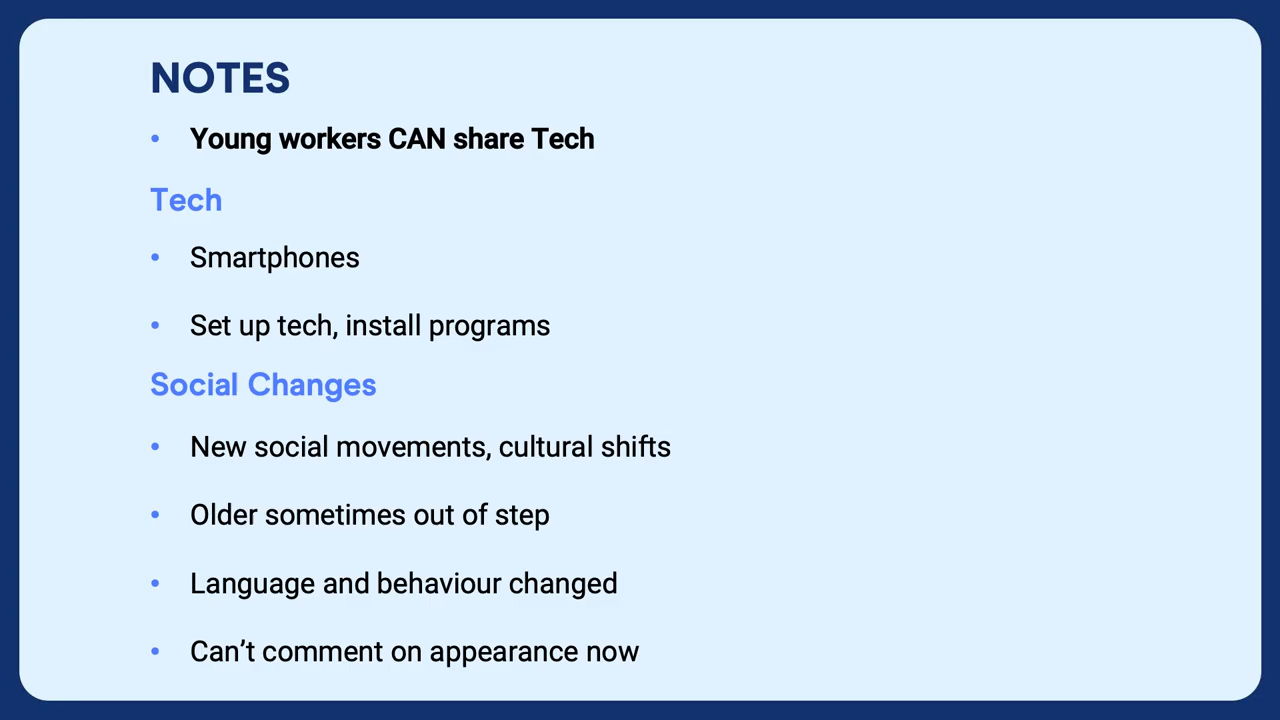 NOTES
• Young workers CAN share Tech
Tech
• Smartphones
• Set up tech, install programs
Social Changes
• New social movements, cultural shifts
• Older sometimes out of step
• Language and behaviour changed
• Can’t comment on appearance now